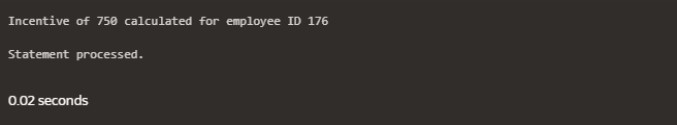 Incentive of 750 calculated for employee ID 176
Statement processed.
0.02 seconds